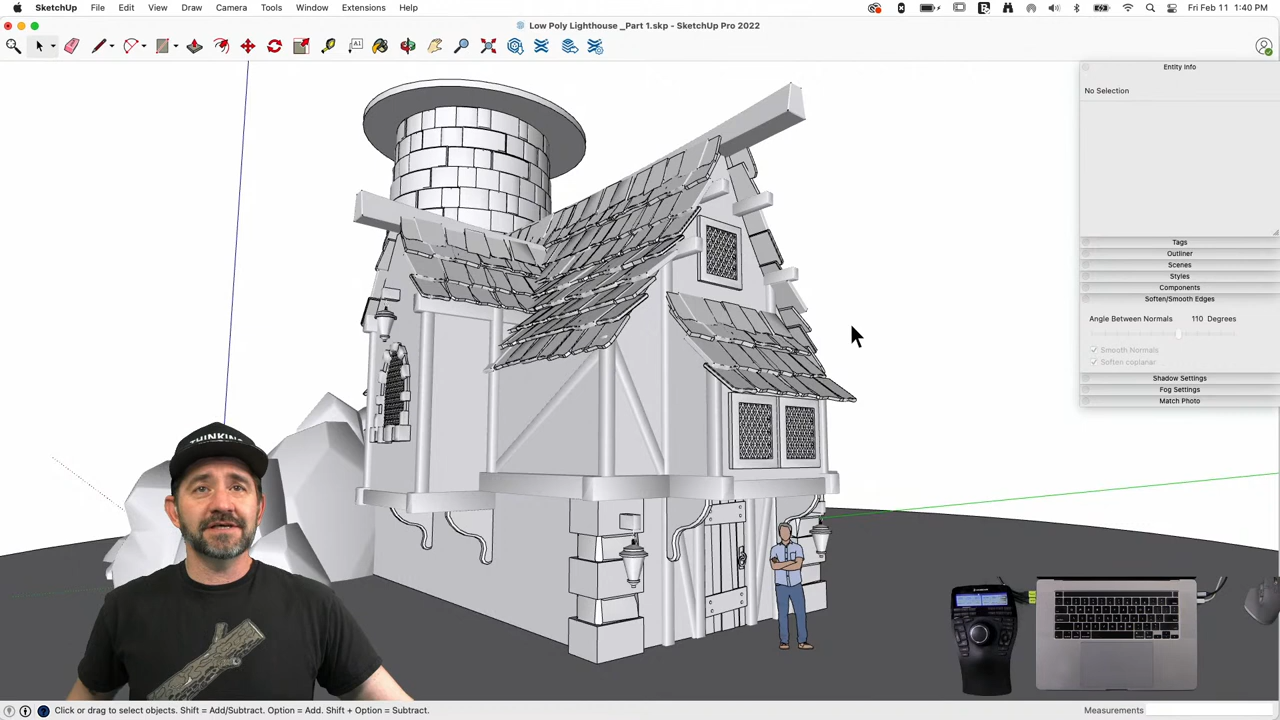 SketchUp File Edit View Draw Camera Tools Window Extensions Help
Fri Feb 11 1:40 PM
Low Poly Lighthouse _Part 1.skp - SketchUp Pro 2022
Entity Info
No Selection
Tags
Outliner
Scenes
Styles
Components
Soften/Smooth Edges
Angle Between Normals 110 Degrees
Smooth Normals
Soften coplanar
Shadow Settings
Fog Settings
Match Photo
THINKING
Click or drag to select objects. Shift = Add/Subtract. Option = Add. Shift + Option = Subtract.
Measurements